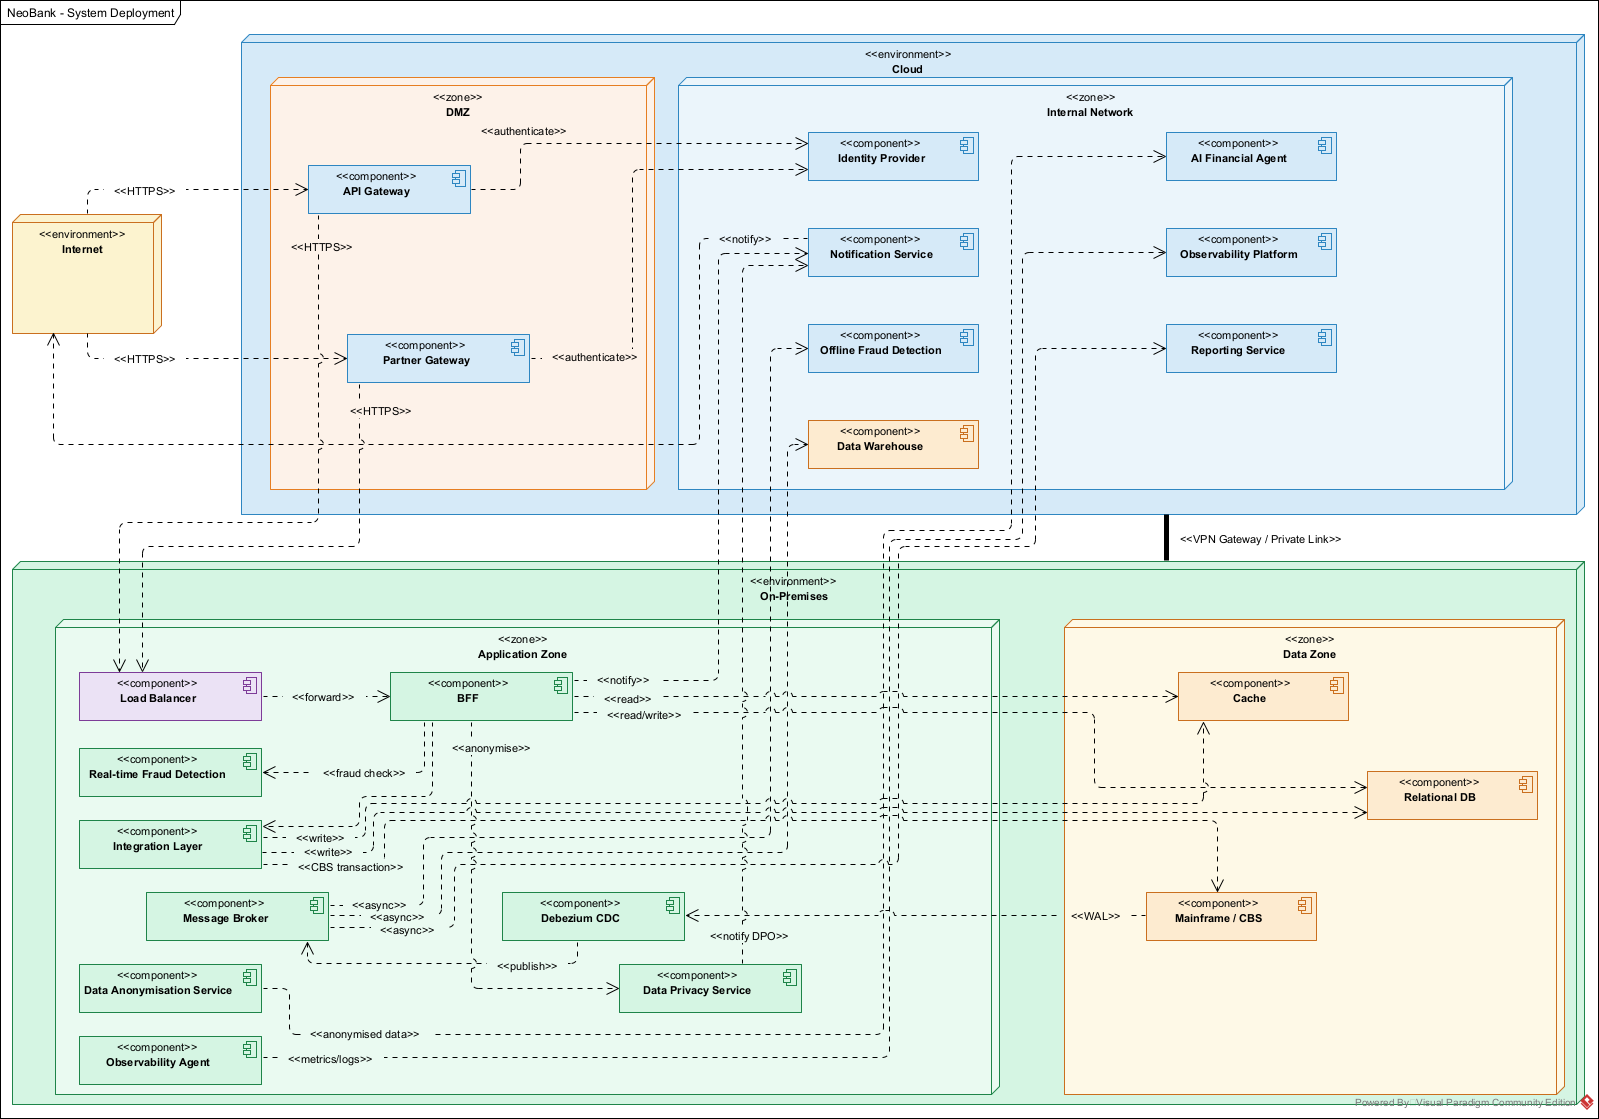 NeoBank - System Deployment
<<environment>>
Cloud
<<zone>>
DMZ
<<zone>>
Internal Network
<<authenticate>>
<<component>>
Identity Provider
<<component>>
AI Financial Agent
<<component>>
API Gateway
<<HTTPS>>
<<environment>>
Internet
<<HTTPS>>
<<notify>>
<<component>>
Notification Service
<<component>>
Observability Platform
<<component>>
Partner Gateway
<<HTTPS>>
<<authenticate>>
<<component>>
Offline Fraud Detection
<<component>>
Reporting Service
<<HTTPS>>
<<component>>
Data Warehouse
<<VPN Gateway / Private Link>>
<<environment>>
On-Premises
<<zone>>
Application Zone
<<zone>>
Data Zone
<<component>>
Load Balancer
<<forward>>
<<component>>
BFF
<<notify>>
<<read>>
<<read/write>>
<<component>>
Cache
<<anonymise>>
<<component>>
Real-time Fraud Detection
<<fraud check>>
<<component>>
Relational DB
<<component>>
Integration Layer
<<write>>
<<write>>
<<CBS transaction>>
<<component>>
Message Broker
<<async>>
<<async>>
<<async>>
<<component>>
Debezium CDC
<<WAL>>
<<component>>
Mainframe / CBS
<<notify DPO>>
<<publish>>
<<component>>
Data Anonymisation Service
<<component>>
Data Privacy Service
<<anonymised data>>
<<component>>
Observability Agent
<<metrics/logs>>
Powered By: Visual Paradigm Community Edition